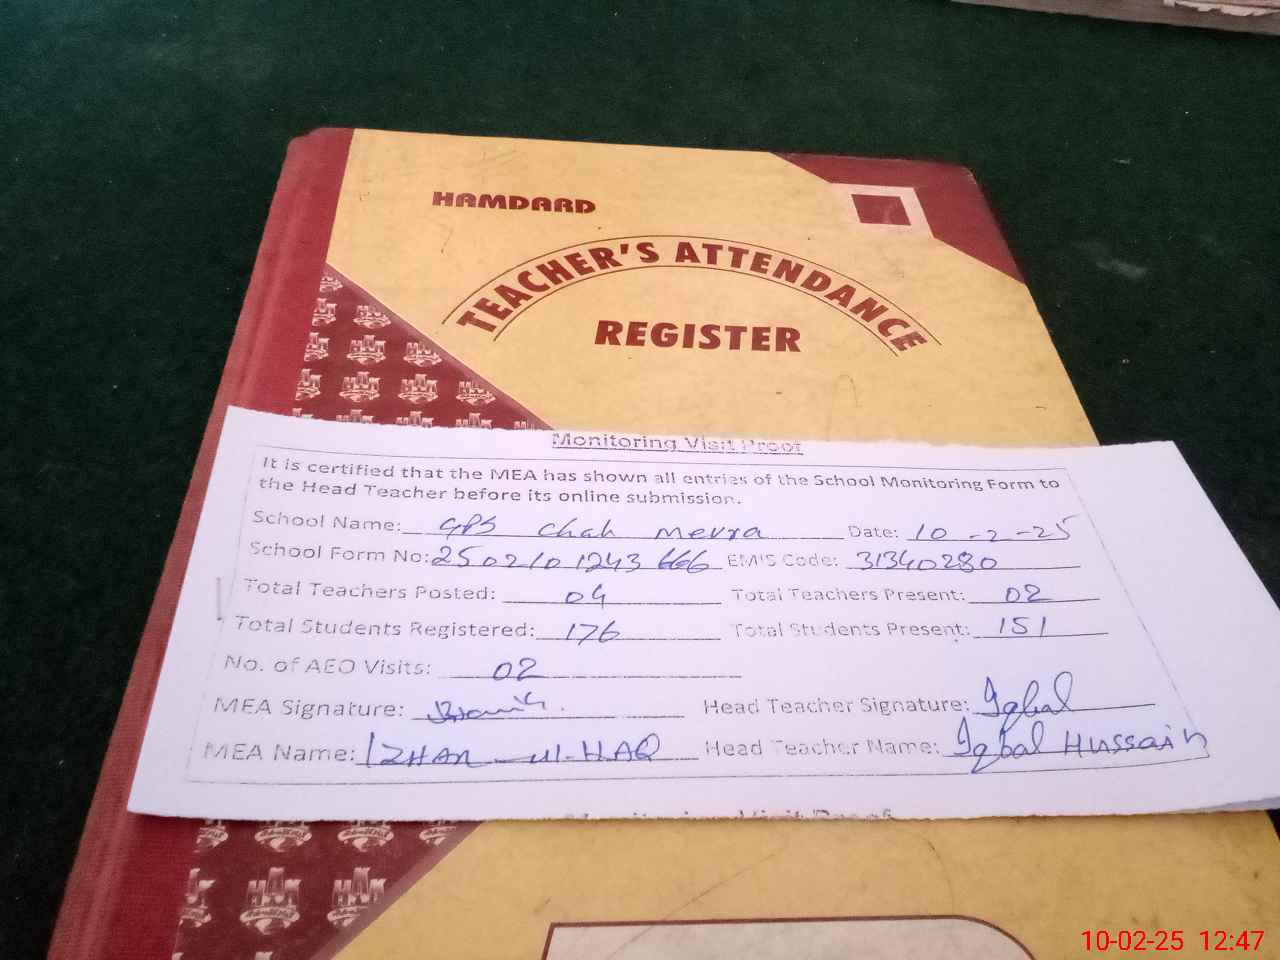 HAMDARD
TEACHER'S ATTENDANCE
REGISTER
Monitoring Visit Proof
It is certified that the MEA has shown all entries of the School Monitoring Form to
the Head Teacher before its online submission.
School Name: GPS Chah Mevra Date: 10-2-25
School Form No: 250210 1243 666 EMIS Code: 31340280
Total Teachers Posted: 04 Total Teachers Present: 02
Total Students Registered: 176 Total Students Present: 151
No. of AEO Visits: 02
MEA Signature: Head Teacher Signature: Iqbal
MEA Name: IZHAR-ul-HAQ Head Teacher Name: Iqbal Hussain
Monitoring Visit Proof
10-02-25 12:47